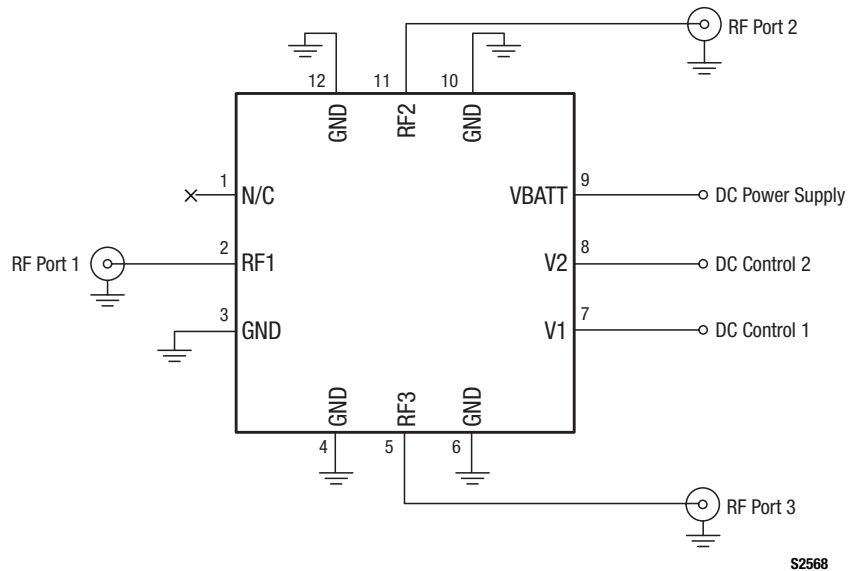 RF Port 2
12
11
10
GND
RF2
GND
1
N/C
VBATT
9
DC Power Supply
RF Port 1
2
RF1
V2
8
DC Control 2
3
GND
V1
7
DC Control 1
GND
RF3
GND
4
5
6
RF Port 3
S2568